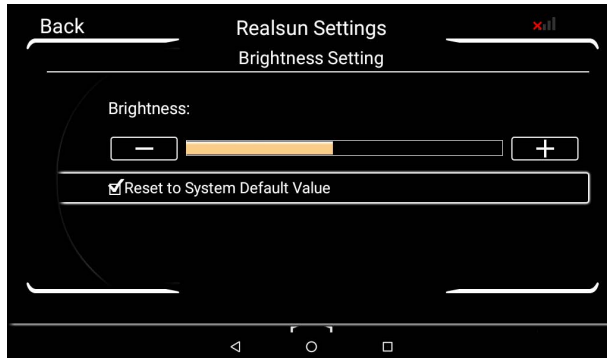 Back
Realsun Settings
Brightness Setting
Brightness:
Reset to System Default Value